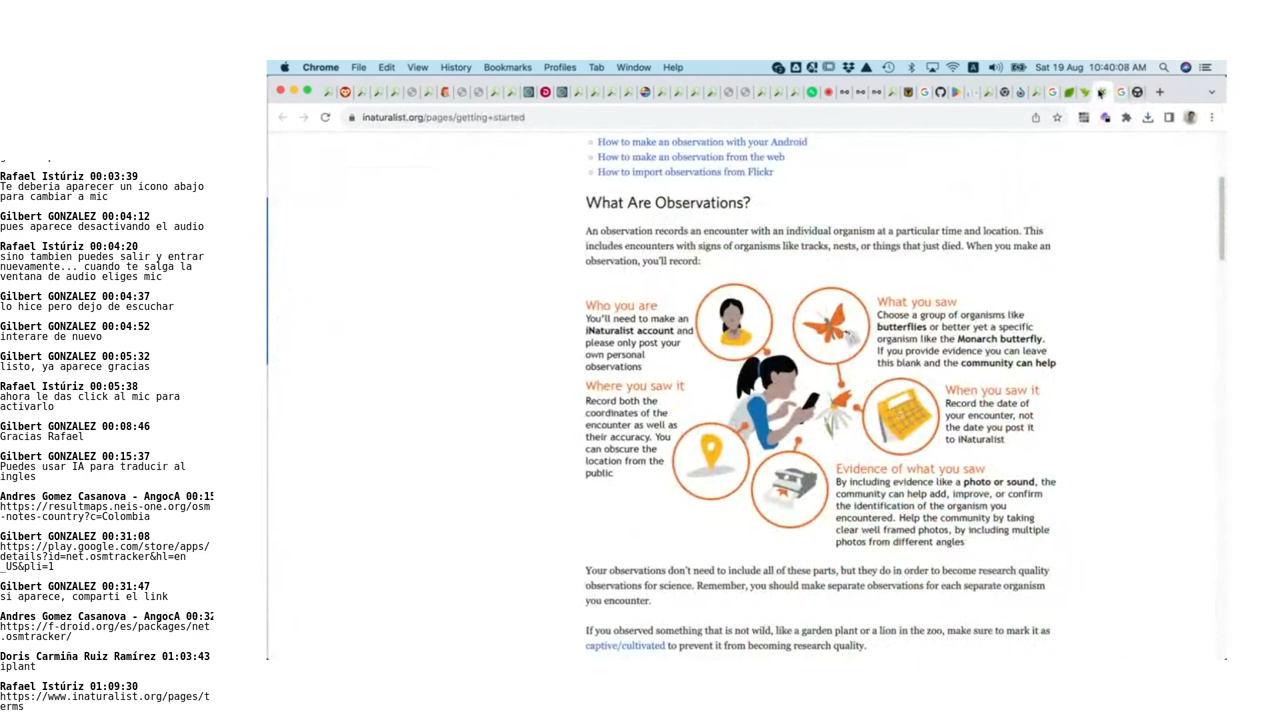 Rafael Istúriz 00:03:39
Te deberia aparecer un icono abajo
para cambiar a mic
Gilbert GONZALEZ 00:04:12
pues aparece desactivando el audio
Rafael Istúriz 00:04:20
sino tambien puedes salir y entrar
nuevamente... cuando te salga la
ventana de audio eliges mic
Gilbert GONZALEZ 00:04:37
lo hice pero dejo de escuchar
Gilbert GONZALEZ 00:04:52
interare de nuevo
Gilbert GONZALEZ 00:05:32
listo, ya aparece gracias
Rafael Istúriz 00:05:38
ahora le das click al mic para
activarlo
Gilbert GONZALEZ 00:08:46
Gracias Rafael
Gilbert GONZALEZ 00:15:37
Puedes usar IA para traducir al
ingles
Andres Gomez Casanova - AngocA 00:15
https://resultmaps.neis-one.org/osm
-notes-country?c=Colombia
Gilbert GONZALEZ 00:31:08
https://play.google.com/store/apps/
details?id=net.osmtracker&hl=en
_US&pli=1
Gilbert GONZALEZ 00:31:47
si aparece, comparti el link
Andres Gomez Casanova - AngocA 00:32
https://f-droid.org/es/packages/net
.osmtracker/
Doris Carmiña Ruiz Ramírez 01:03:43
iplant
Rafael Istúriz 01:09:30
https://www.inaturalist.org/pages/t
erms
Chrome File Edit View History Bookmarks Profiles Tab Window Help Sat 19 Aug 10:40:08 AM
inaturalist.org/pages/getting+started
How to make an observation with your Android
How to make an observation from the web
How to import observations from Flickr
What Are Observations?
An observation records an encounter with an individual organism at a particular time and location. This
includes encounters with signs of organisms like tracks, nests, or things that just died. When you make an
observation, you'll record:
Who you are
You'll need to make an
iNaturalist account and
please only post your
own personal
observations
What you saw
Choose a group of organisms like
butterflies or better yet a specific
organism like the Monarch butterfly.
If you provide evidence you can leave
this blank and the community can help
Where you saw it
Record both the
coordinates of the
encounter as well as
their accuracy. You
can obscure the
location from the
public
When you saw it
Record the date of
your encounter, not
the date you post it
to iNaturalist
Evidence of what you saw
By including evidence like a photo or sound, the
community can help add, improve, or confirm
the identification of the organism you
encountered. Help the community by taking
clear well framed photos, by including multiple
photos from different angles
Your observations don't need to include all of these parts, but they do in order to become research quality
observations for science. Remember, you should make separate observations for each separate organism
you encounter.
If you observed something that is not wild, like a garden plant or a lion in the zoo, make sure to mark it as
captive/cultivated to prevent it from becoming research quality.